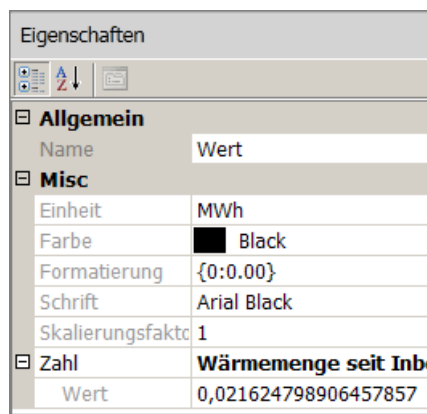 Eigenschaften
Allgemein
Name Wert
Misc
Einheit MWh
Farbe Black
Formatierung {0:0.00}
Schrift Arial Black
Skalierungsfakto 1
Zahl Wärmemenge seit Inb
Wert 0,021624798906457857